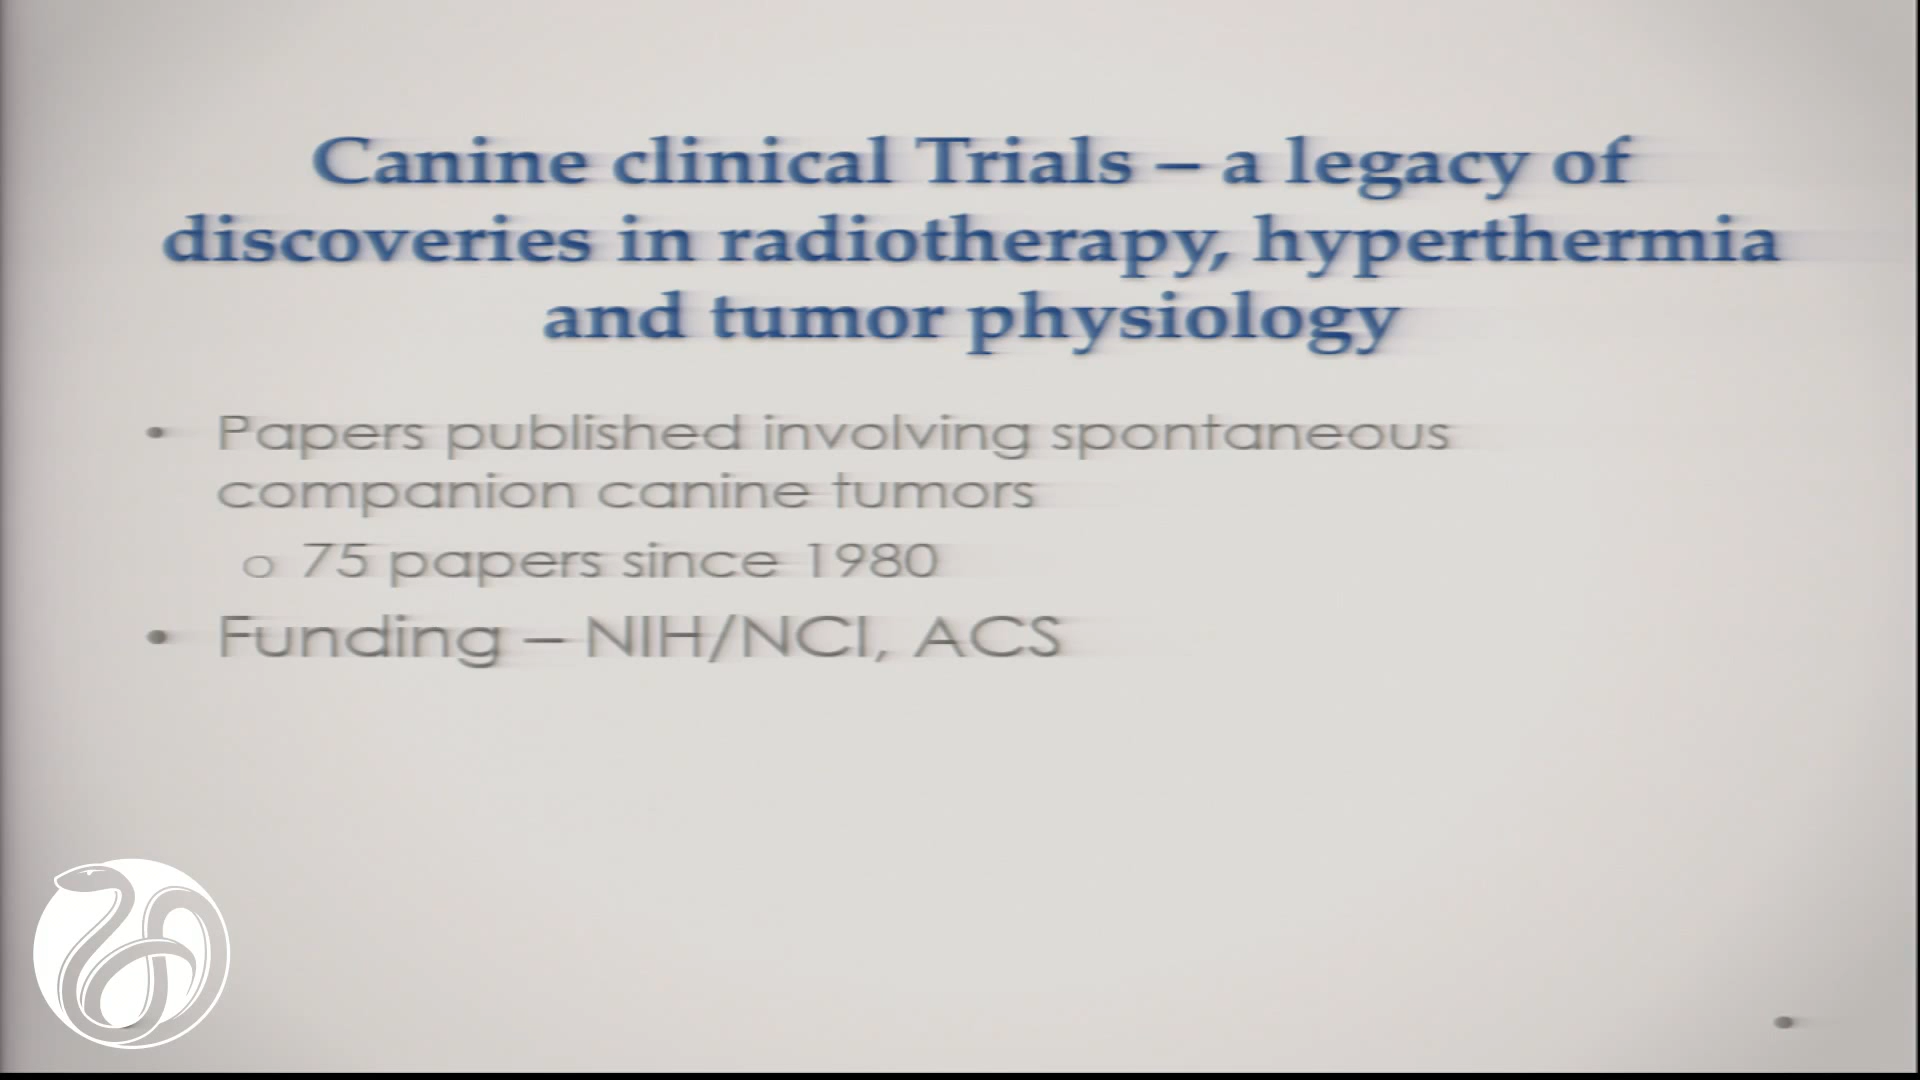 Canine clinical Trials – a legacy of
discoveries in radiotherapy, hyperthermia
and tumor physiology
• Papers published involving spontaneous
companion canine tumors
o 75 papers since 1980
• Funding – NIH/NCI, ACS